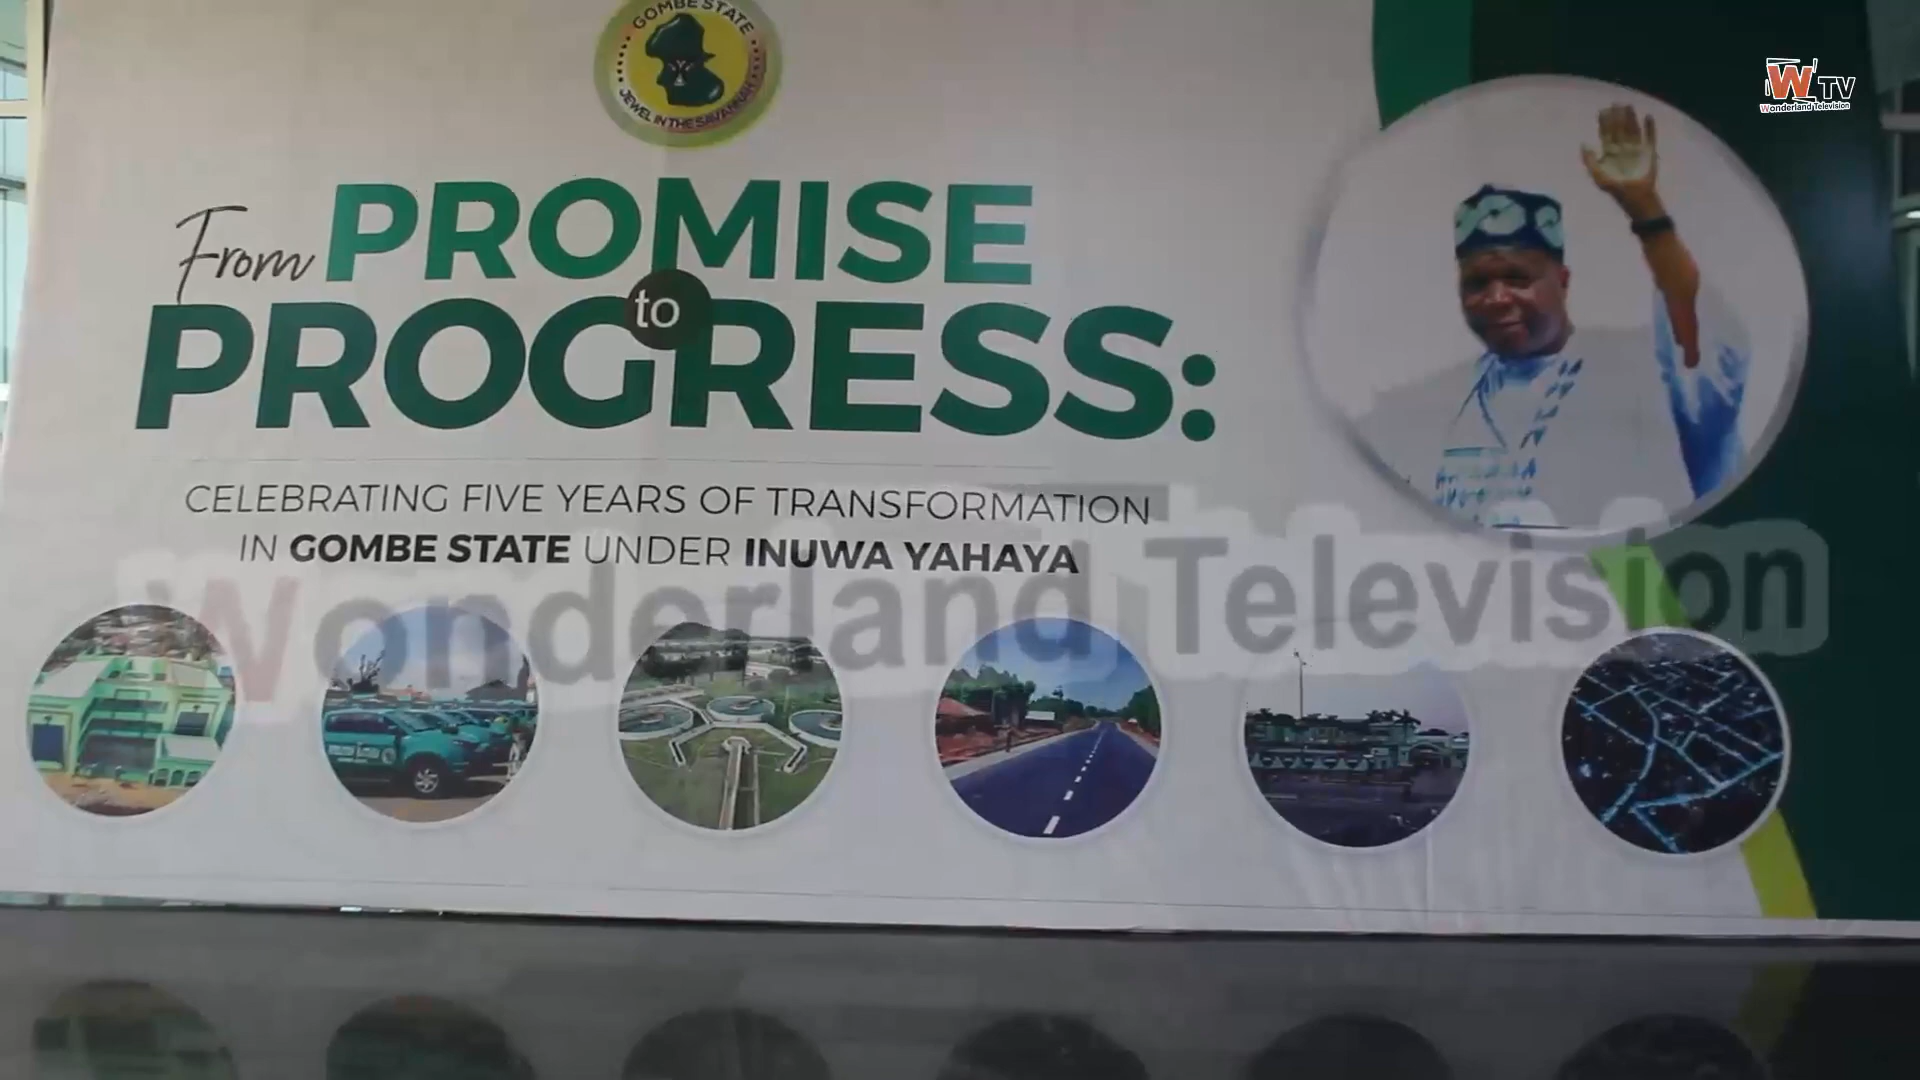 GOMBE STATE
JEWEL IN THE SAVANNAH
W TV
Wonderland Television
From PROMISE
to
PROGRESS:
CELEBRATING FIVE YEARS OF TRANSFORMATION
IN GOMBE STATE UNDER INUWA YAHAYA
Wonderland Television